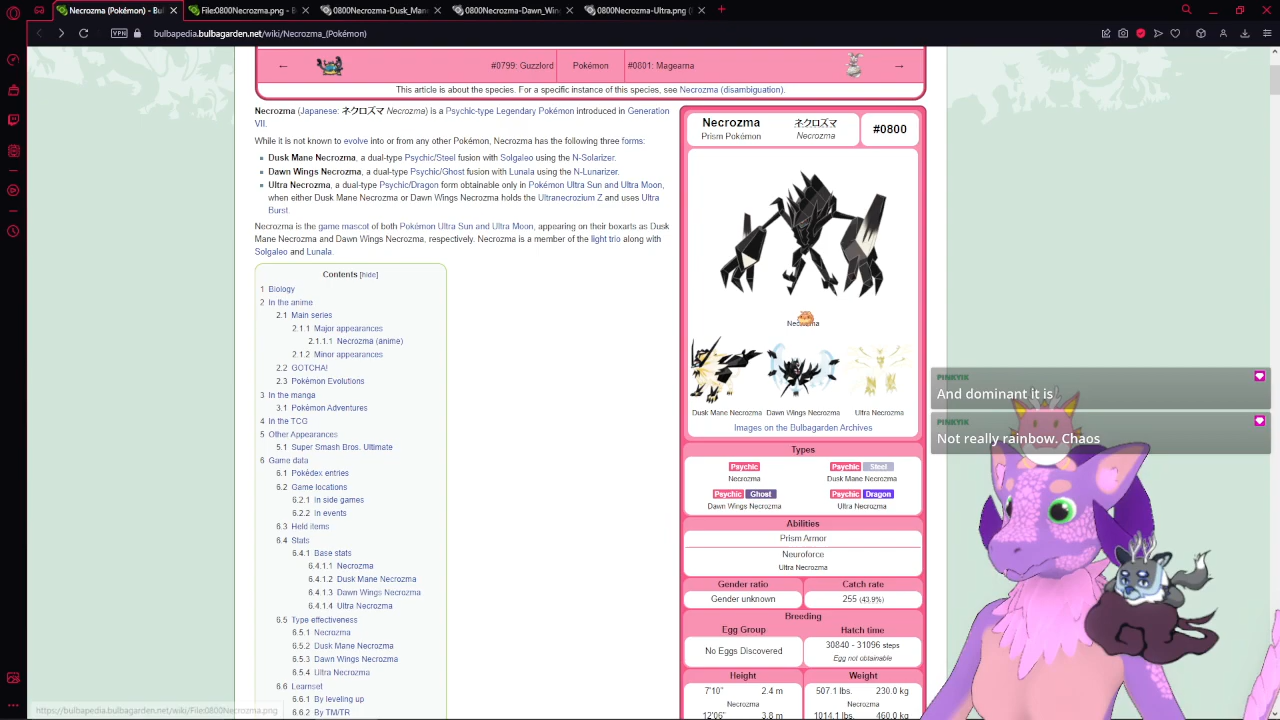 Necrozma (Pokémon) - B
File0800Necrozma.png - B
File0800Necrozma-Dusk_Man
File0800Necrozma-Dawn_Wing
File0800Necrozma-Ultra.png
VPN bulbapedia.bulbagarden.net/wiki/Necrozma_(Pokémon)
← #0799: Guzzlord Pokémon #0801: Magearna →
This article is about the species. For a specific instance of this species, see Necrozma (disambiguation).
Necrozma (Japanese: ネクロズマ Necrozma) is a Psychic-type Legendary Pokémon introduced in Generation
VII.
While it is not known to evolve into or from any other Pokémon, Necrozma has the following three forms:
Dusk Mane Necrozma, a dual-type Psychic/Steel fusion with Solgaleo using the N-Solarizer.
Dawn Wings Necrozma, a dual-type Psychic/Ghost fusion with Lunala using the N-Lunarizer.
Ultra Necrozma, a dual-type Psychic/Dragon form obtainable only in Pokémon Ultra Sun and Ultra Moon,
when either Dusk Mane Necrozma or Dawn Wings Necrozma holds the Ultranecrozium Z and uses Ultra
Burst.
Necrozma is the game mascot of both Pokémon Ultra Sun and Ultra Moon, appearing on their boxarts as Dusk
Mane Necrozma and Dawn Wings Necrozma, respectively. Necrozma is a member of the light trio along with
Solgaleo and Lunala.
Contents [hide]
1 Biology
2 In the anime
2.1 Main series
2.1.1 Major appearances
2.1.1.1 Necrozma (anime)
2.1.2 Minor appearances
2.2 GOTCHA!
2.3 Pokémon Evolutions
3 In the manga
3.1 Pokémon Adventures
4 In the TCG
5 Other Appearances
5.1 Super Smash Bros. Ultimate
6 Game data
6.1 Pokédex entries
6.2 Game locations
6.2.1 In side games
6.2.2 In events
6.3 Held items
6.4 Stats
6.4.1 Base stats
6.4.1.1 Necrozma
6.4.1.2 Dusk Mane Necrozma
6.4.1.3 Dawn Wings Necrozma
6.4.1.4 Ultra Necrozma
6.5 Type effectiveness
6.5.1 Necrozma
6.5.2 Dusk Mane Necrozma
6.5.3 Dawn Wings Necrozma
6.5.4 Ultra Necrozma
6.6 Learnset
6.6.1 By leveling up
6.6.2 By TM/TR
https://bulbapedia.bulbagarden.net/wiki/File:0800Necrozma.png
Necrozma ネクロズマ #0800
Prism Pokémon Necrozma
Necrozma
Dusk Mane Necrozma Dawn Wings Necrozma Ultra Necrozma
Images on the Bulbagarden Archives
Types
Psychic Psychic Steel
Necrozma Dusk Mane Necrozma
Psychic Ghost Psychic Dragon
Dawn Wings Necrozma Ultra Necrozma
Abilities
Prism Armor
Neuroforce
Ultra Necrozma
Gender ratio Catch rate
Gender unknown 255 (43.9%)
Breeding
Egg Group Hatch time
No Eggs Discovered 30840 - 31096 steps
Egg not obtainable
Height Weight
7'10" 2.4 m 507.1 lbs. 230.0 kg
Necrozma Necrozma
12'06" 3.8 m 1014.1 lbs. 460.0 kg
PINKYIK
And dominant it is
PINKYIK
Not really rainbow. Chaos